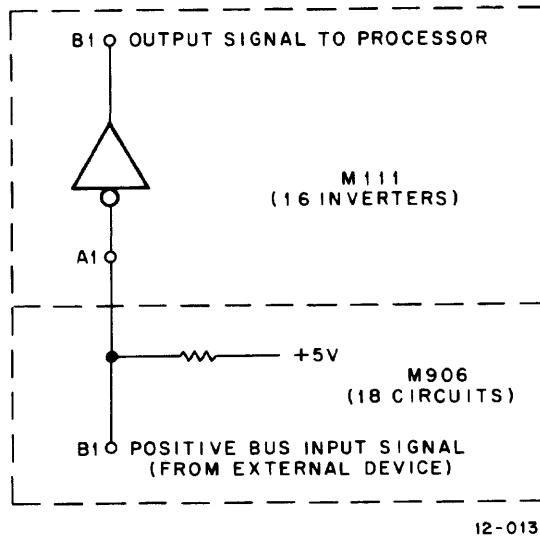 B1 OUTPUT SIGNAL TO PROCESSOR
M111
(16 INVERTERS)
A1
+5V
M906
(18 CIRCUITS)
B1 POSITIVE BUS INPUT SIGNAL
(FROM EXTERNAL DEVICE)
12-013